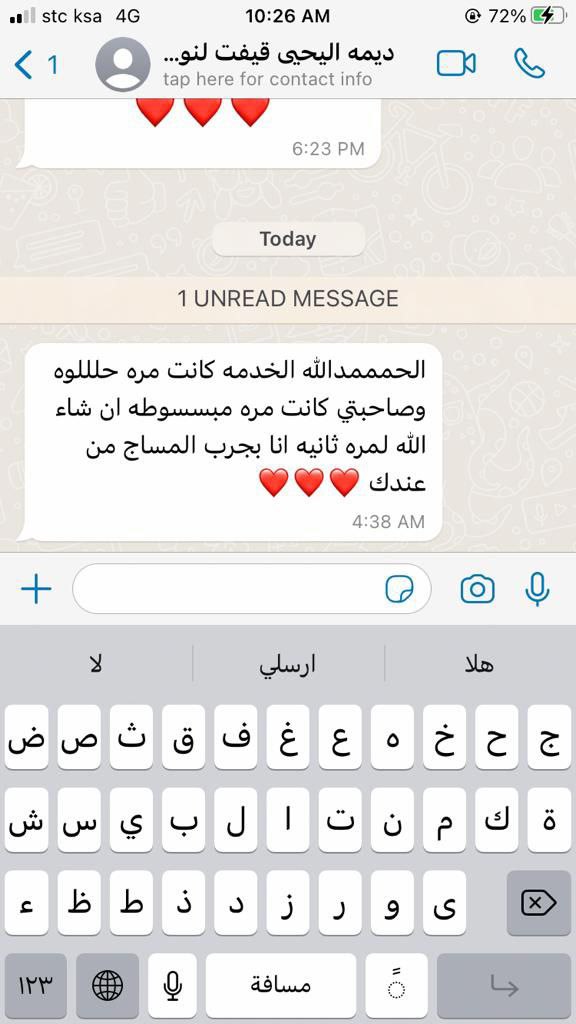 stc ksa 4G 10:26 AM 72%
1 ديمه اليحيى قيفت لنو...
tap here for contact info
6:23 PM
Today
1 UNREAD MESSAGE
الحمممدالله الخدمه كانت مره حلللوه
وصاحبتي كانت مره مبسسوطه ان شاء
الله لمره ثانيه انا بجرب المساج من
عندك
4:38 AM
هلا ارسلي لا
ج ح خ ه ع غ ف ق ث ص ض
ة ك م ن ت ا ل ب ي س ش
ى و ر ز د ذ ط ظ ء
١٢٣ مسافة